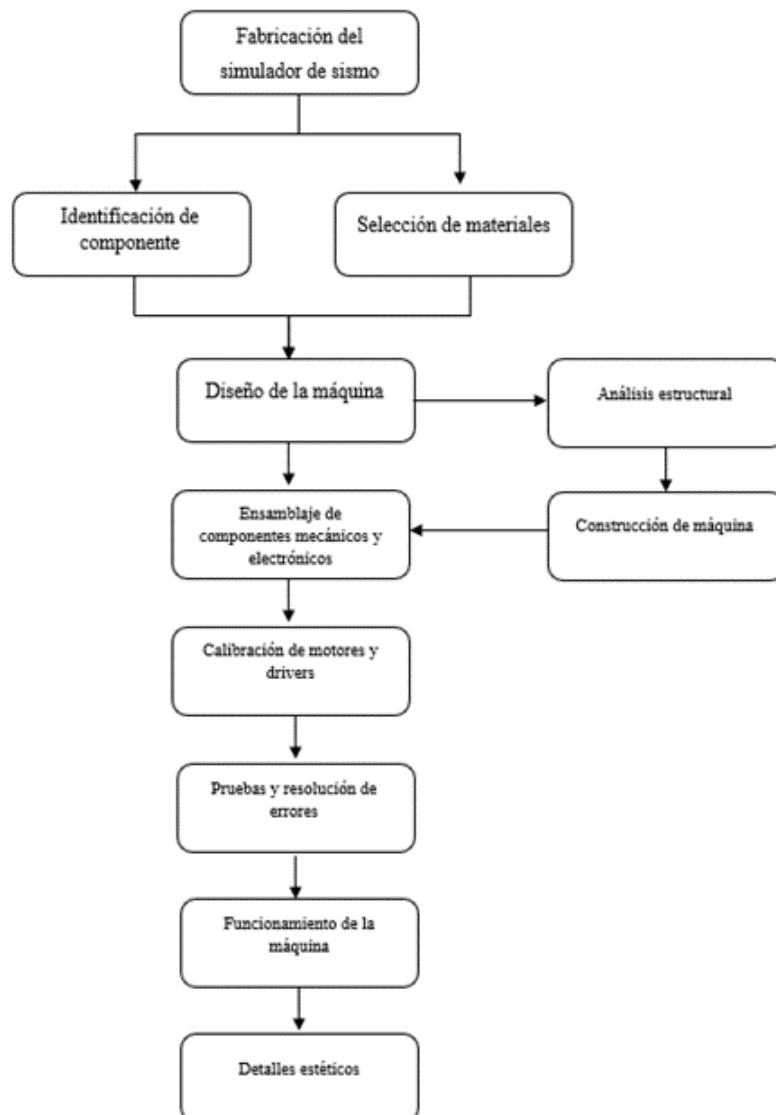 Fabricación del
simulador de sismo
Identificación de
componente
Selección de materiales
Diseño de la máquina
Análisis estructural
Ensamblaje de
componentes mecánicos y
electrónicos
Construcción de máquina
Calibración de motores y
drivers
Pruebas y resolución de
errores
Funcionamiento de la
máquina
Detalles estéticos